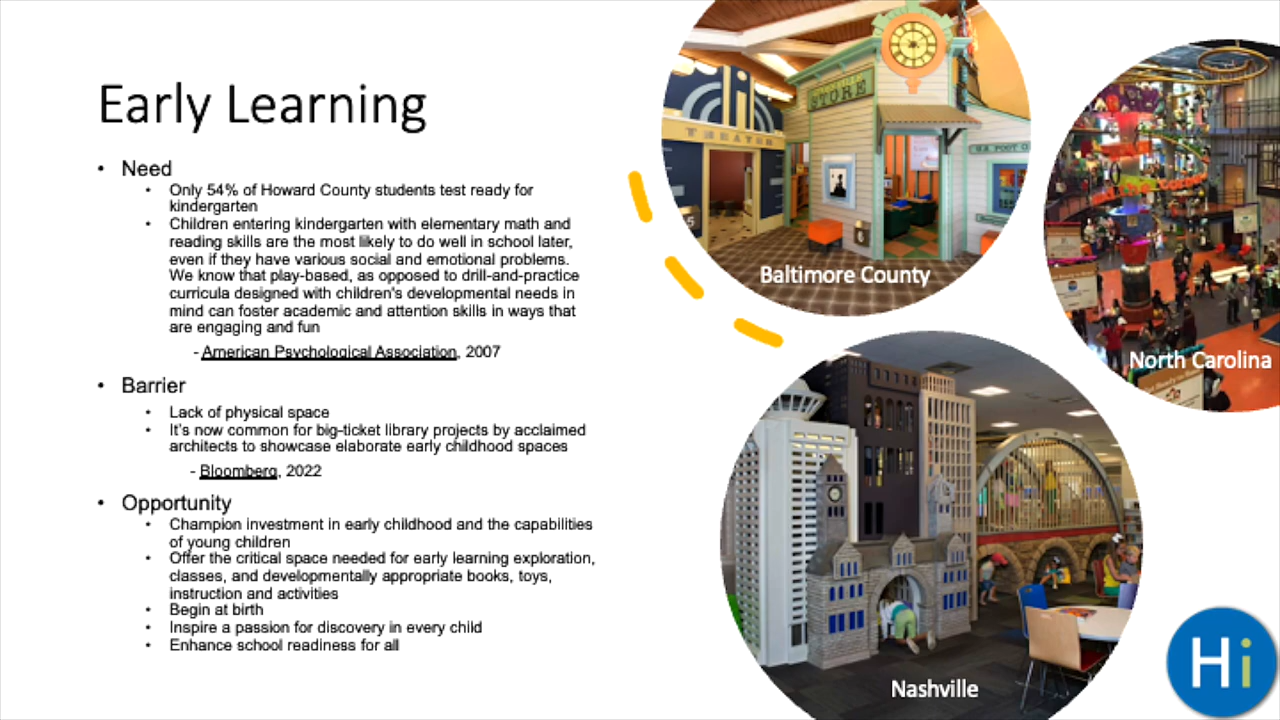 Early Learning
• Need
• Only 54% of Howard County students test ready for
kindergarten
• Children entering kindergarten with elementary math and
reading skills are the most likely to do well in school later,
even if they have various social and emotional problems.
We know that play-based, as opposed to drill-and-practice
curricula designed with children's developmental needs in
mind can foster academic and attention skills in ways that
are engaging and fun
- American Psychological Association, 2007
• Barrier
• Lack of physical space
• It's now common for big-ticket library projects by acclaimed
architects to showcase elaborate early childhood spaces
- Bloomberg, 2022
• Opportunity
• Champion investment in early childhood and the capabilities
of young children
• Offer the critical space needed for early learning exploration,
classes, and developmentally appropriate books, toys,
instruction and activities
• Begin at birth
• Inspire a passion for discovery in every child
• Enhance school readiness for all
STORE
THEATER
Baltimore County
North Carolina
Nashville
Hi